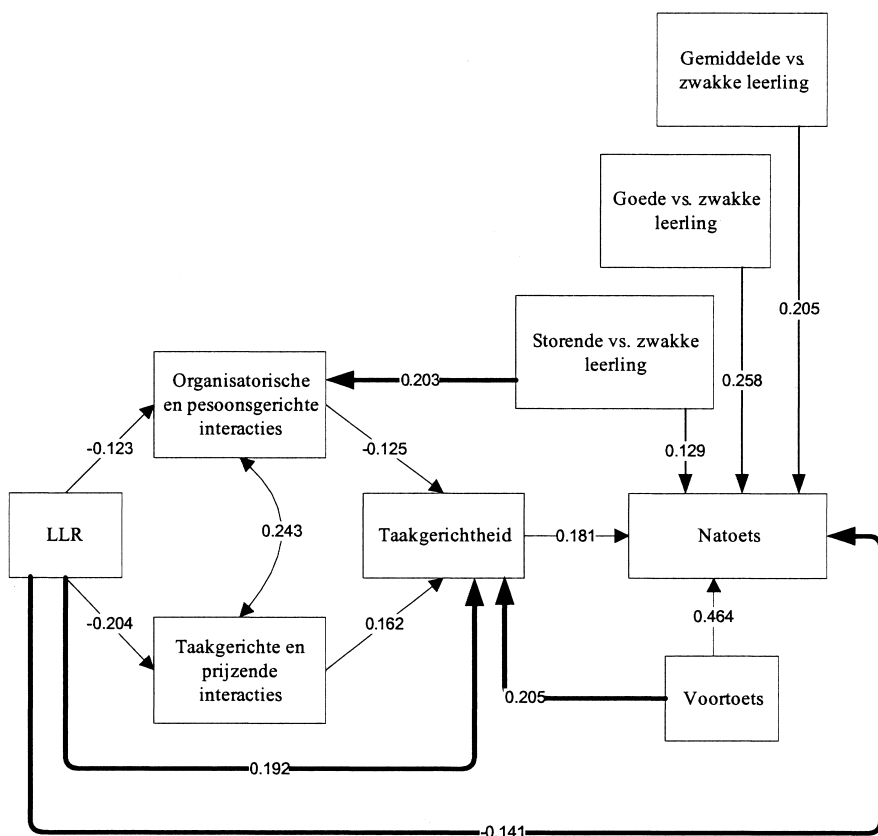 Gemiddelde vs.
zwakke leerling
Goede vs. zwakke
leerling
0.205
Storende vs. zwakke
leerling
Organisatorische
en pesoonsgerichte
interacties
0.203
0.258
-0.123
-0.125
0.129
LLR
0.243
Taakgerichtheid
0.181
Natoets
-0.204
0.162
0.464
Taakgerichte en
prijzende
interacties
0.205
Voortoets
0.192
-0.141